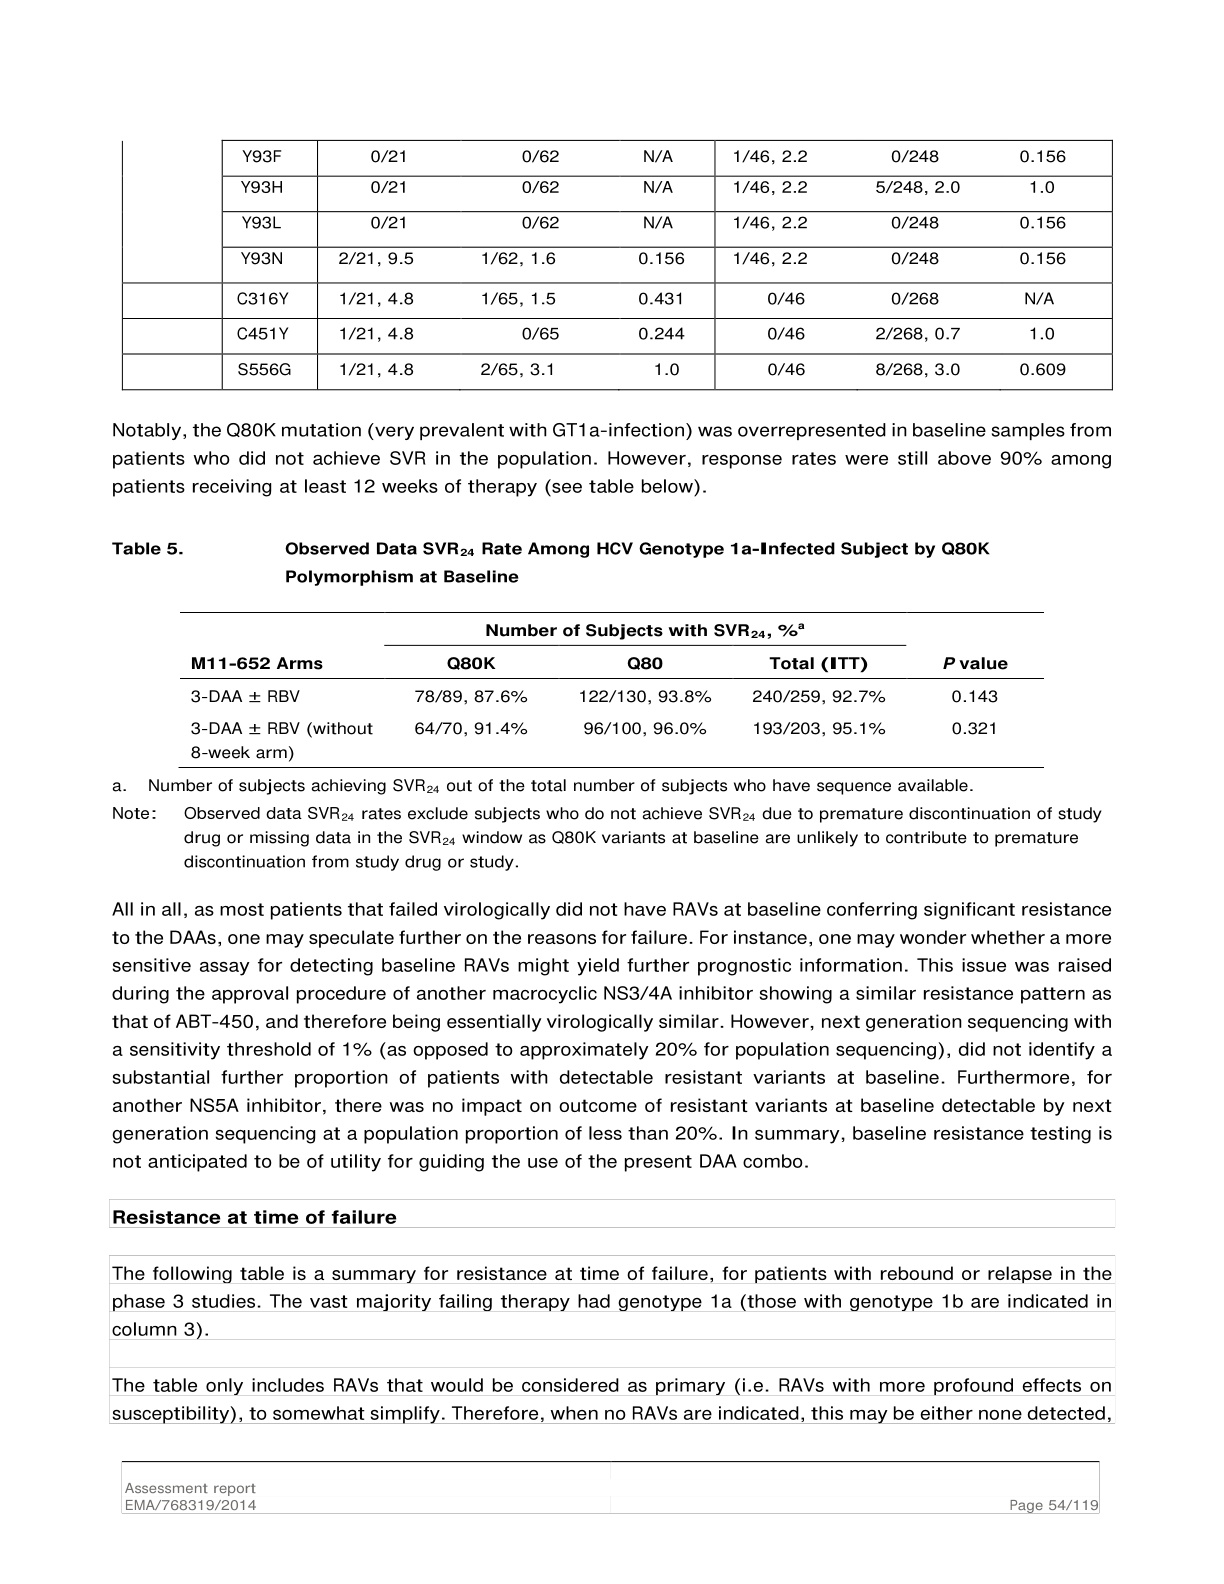 Y93F 0/21 0/62 N/A 1/46, 2.2 0/248 0.156
Y93H 0/21 0/62 N/A 1/46, 2.2 5/248, 2.0 1.0
Y93L 0/21 0/62 N/A 1/46, 2.2 0/248 0.156
Y93N 2/21, 9.5 1/62, 1.6 0.156 1/46, 2.2 0/248 0.156
C316Y 1/21, 4.8 1/65, 1.5 0.431 0/46 0/268 N/A
C451Y 1/21, 4.8 0/65 0.244 0/46 2/268, 0.7 1.0
S556G 1/21, 4.8 2/65, 3.1 1.0 0/46 8/268, 3.0 0.609
Notably, the Q80K mutation (very prevalent with GT1a-infection) was overrepresented in baseline samples from
patients who did not achieve SVR in the population. However, response rates were still above 90% among
patients receiving at least 12 weeks of therapy (see table below).
Table 5. Observed Data SVR₂₄ Rate Among HCV Genotype 1a-Infected Subject by Q80K
Polymorphism at Baseline
Number of Subjects with SVR₂₄, %ᵃ
M11-652 Arms Q80K Q80 Total (ITT) P value
3-DAA ± RBV 78/89, 87.6% 122/130, 93.8% 240/259, 92.7% 0.143
3-DAA ± RBV (without 64/70, 91.4% 96/100, 96.0% 193/203, 95.1% 0.321
8-week arm)
a. Number of subjects achieving SVR₂₄ out of the total number of subjects who have sequence available.
Note: Observed data SVR₂₄ rates exclude subjects who do not achieve SVR₂₄ due to premature discontinuation of study
drug or missing data in the SVR₂₄ window as Q80K variants at baseline are unlikely to contribute to premature
discontinuation from study drug or study.
All in all, as most patients that failed virologically did not have RAVs at baseline conferring significant resistance
to the DAAs, one may speculate further on the reasons for failure. For instance, one may wonder whether a more
sensitive assay for detecting baseline RAVs might yield further prognostic information. This issue was raised
during the approval procedure of another macrocyclic NS3/4A inhibitor showing a similar resistance pattern as
that of ABT-450, and therefore being essentially virologically similar. However, next generation sequencing with
a sensitivity threshold of 1% (as opposed to approximately 20% for population sequencing), did not identify a
substantial further proportion of patients with detectable resistant variants at baseline. Furthermore, for
another NS5A inhibitor, there was no impact on outcome of resistant variants at baseline detectable by next
generation sequencing at a population proportion of less than 20%. In summary, baseline resistance testing is
not anticipated to be of utility for guiding the use of the present DAA combo.
Resistance at time of failure
The following table is a summary for resistance at time of failure, for patients with rebound or relapse in the
phase 3 studies. The vast majority failing therapy had genotype 1a (those with genotype 1b are indicated in
column 3).
The table only includes RAVs that would be considered as primary (i.e. RAVs with more profound effects on
susceptibility), to somewhat simplify. Therefore, when no RAVs are indicated, this may be either none detected,
Assessment report
EMA/768319/2014 Page 54/119